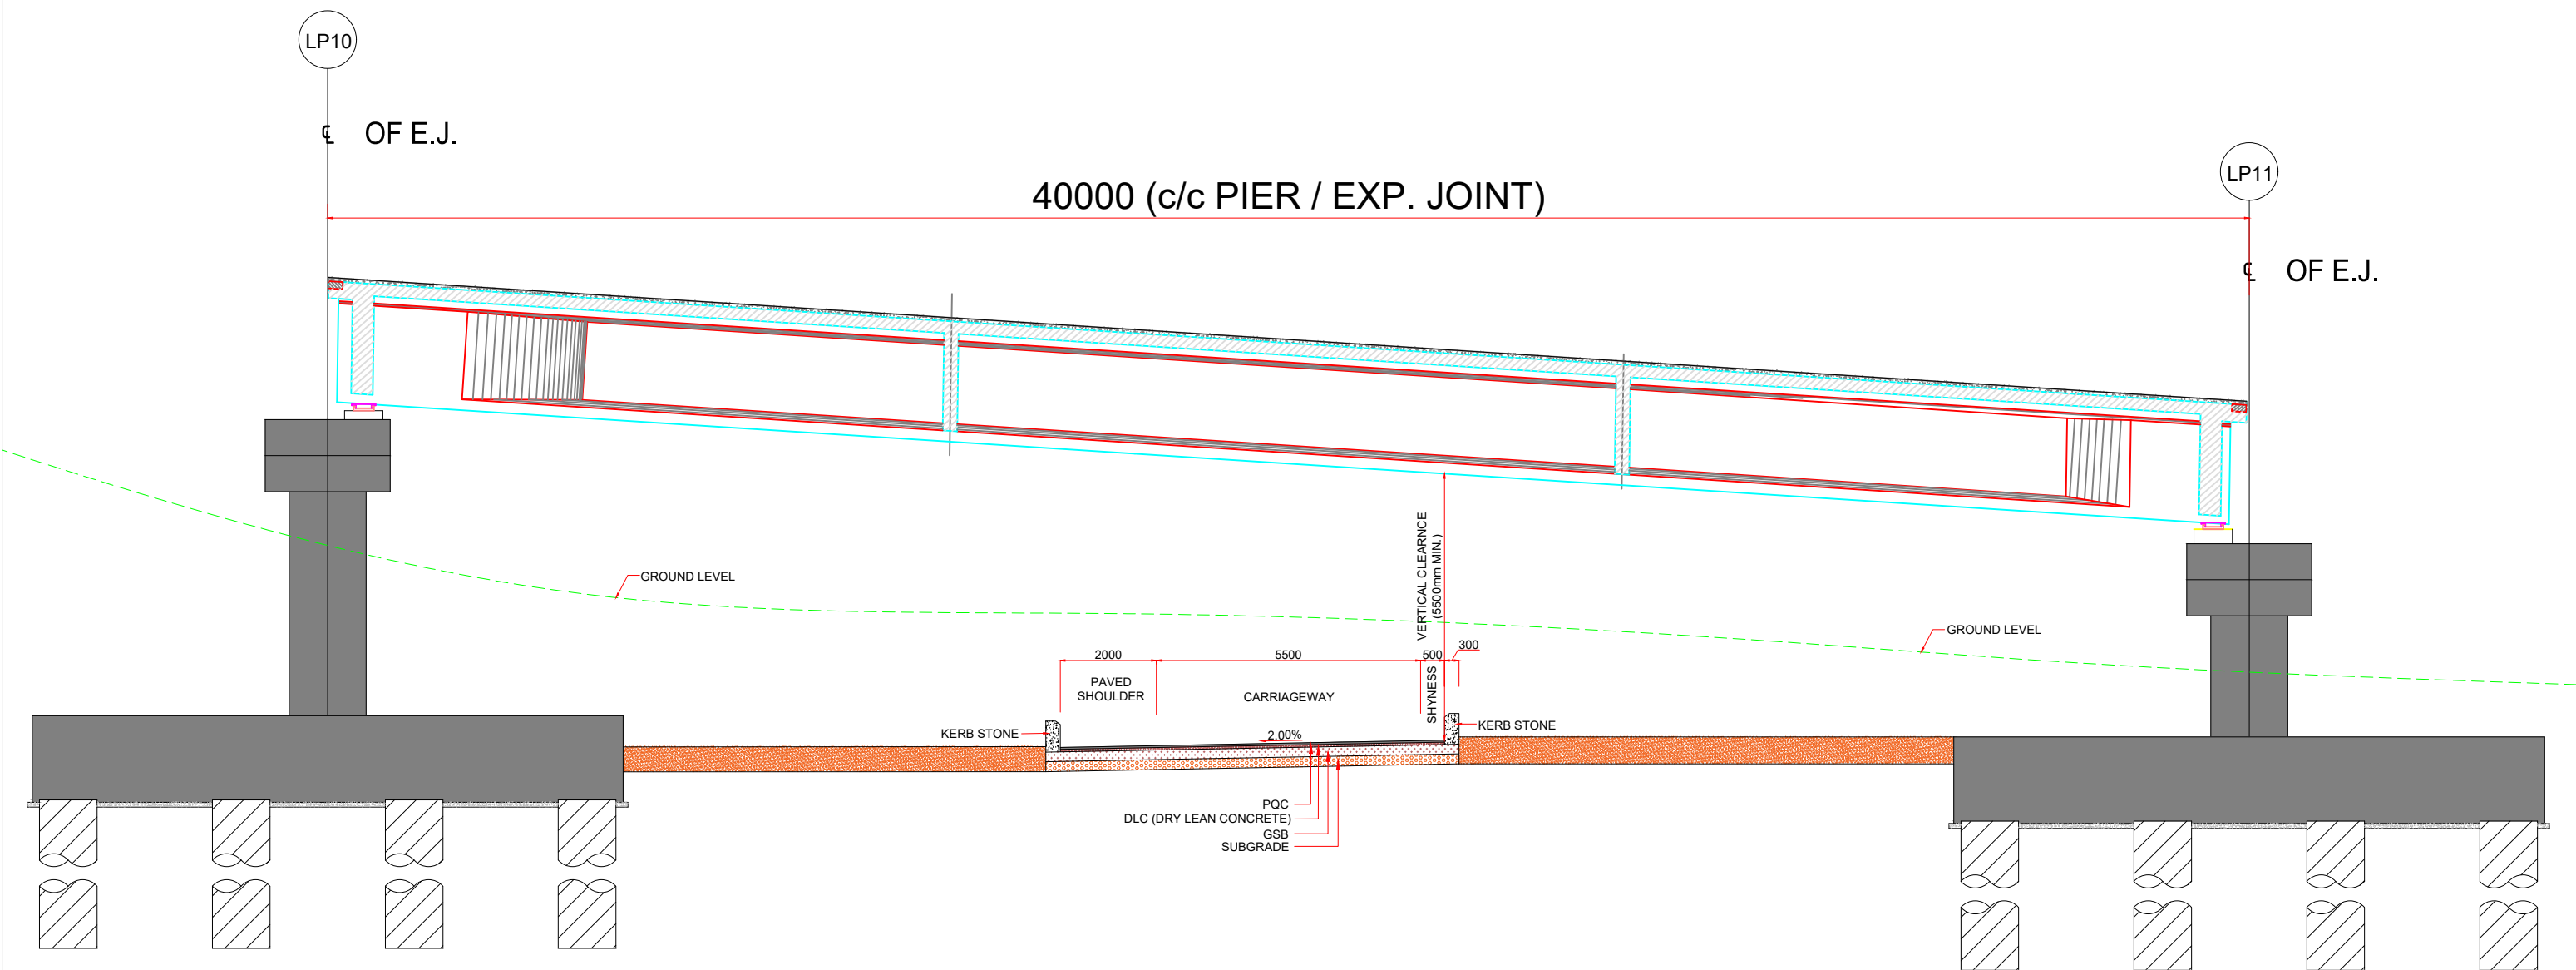 LP10
℄ OF E.J.
LP11
40000 (c/c PIER / EXP. JOINT)
℄ OF E.J.
GROUND LEVEL
VERTICAL CLEARNCE
(5500mm MIN.)
GROUND LEVEL
2000
5500
500
300
PAVED
SHOULDER
CARRIAGEWAY
SHYNESS
KERB STONE
2.00%
KERB STONE
PQC
DLC (DRY LEAN CONCRETE)
GSB
SUBGRADE